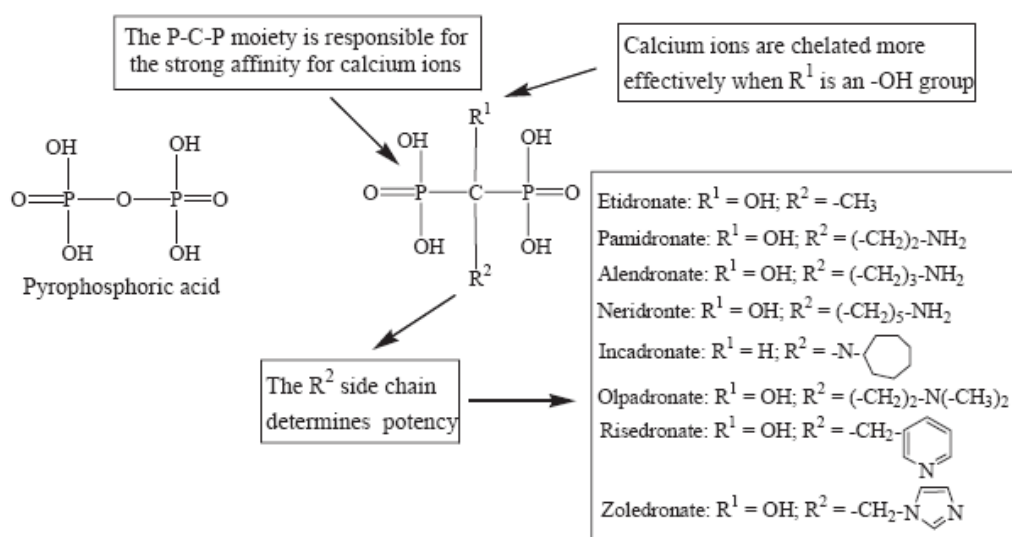 The P-C-P moiety is responsible for
the strong affinity for calcium ions
Calcium ions are chelated more
effectively when R1 is an -OH group
OH OH
O P O P O
OH OH
Pyrophosphoric acid
R1
OH OH
O P C P O
OH OH
R2
The R2 side chain
determines potency
Etidronate: R1 = OH; R2 = -CH3
Pamidronate: R1 = OH; R2 = (-CH2)2-NH2
Alendronate: R1 = OH; R2 = (-CH2)3-NH2
Neridronte: R1 = OH; R2 = (-CH2)5-NH2
Incadronate: R1 = H; R2 = -N-
Olpadronate: R1 = OH; R2 = (-CH2)2-N(-CH3)2
Risedronate: R1 = OH; R2 = -CH2-
N
Zoledronate: R1 = OH; R2 = -CH2-N N